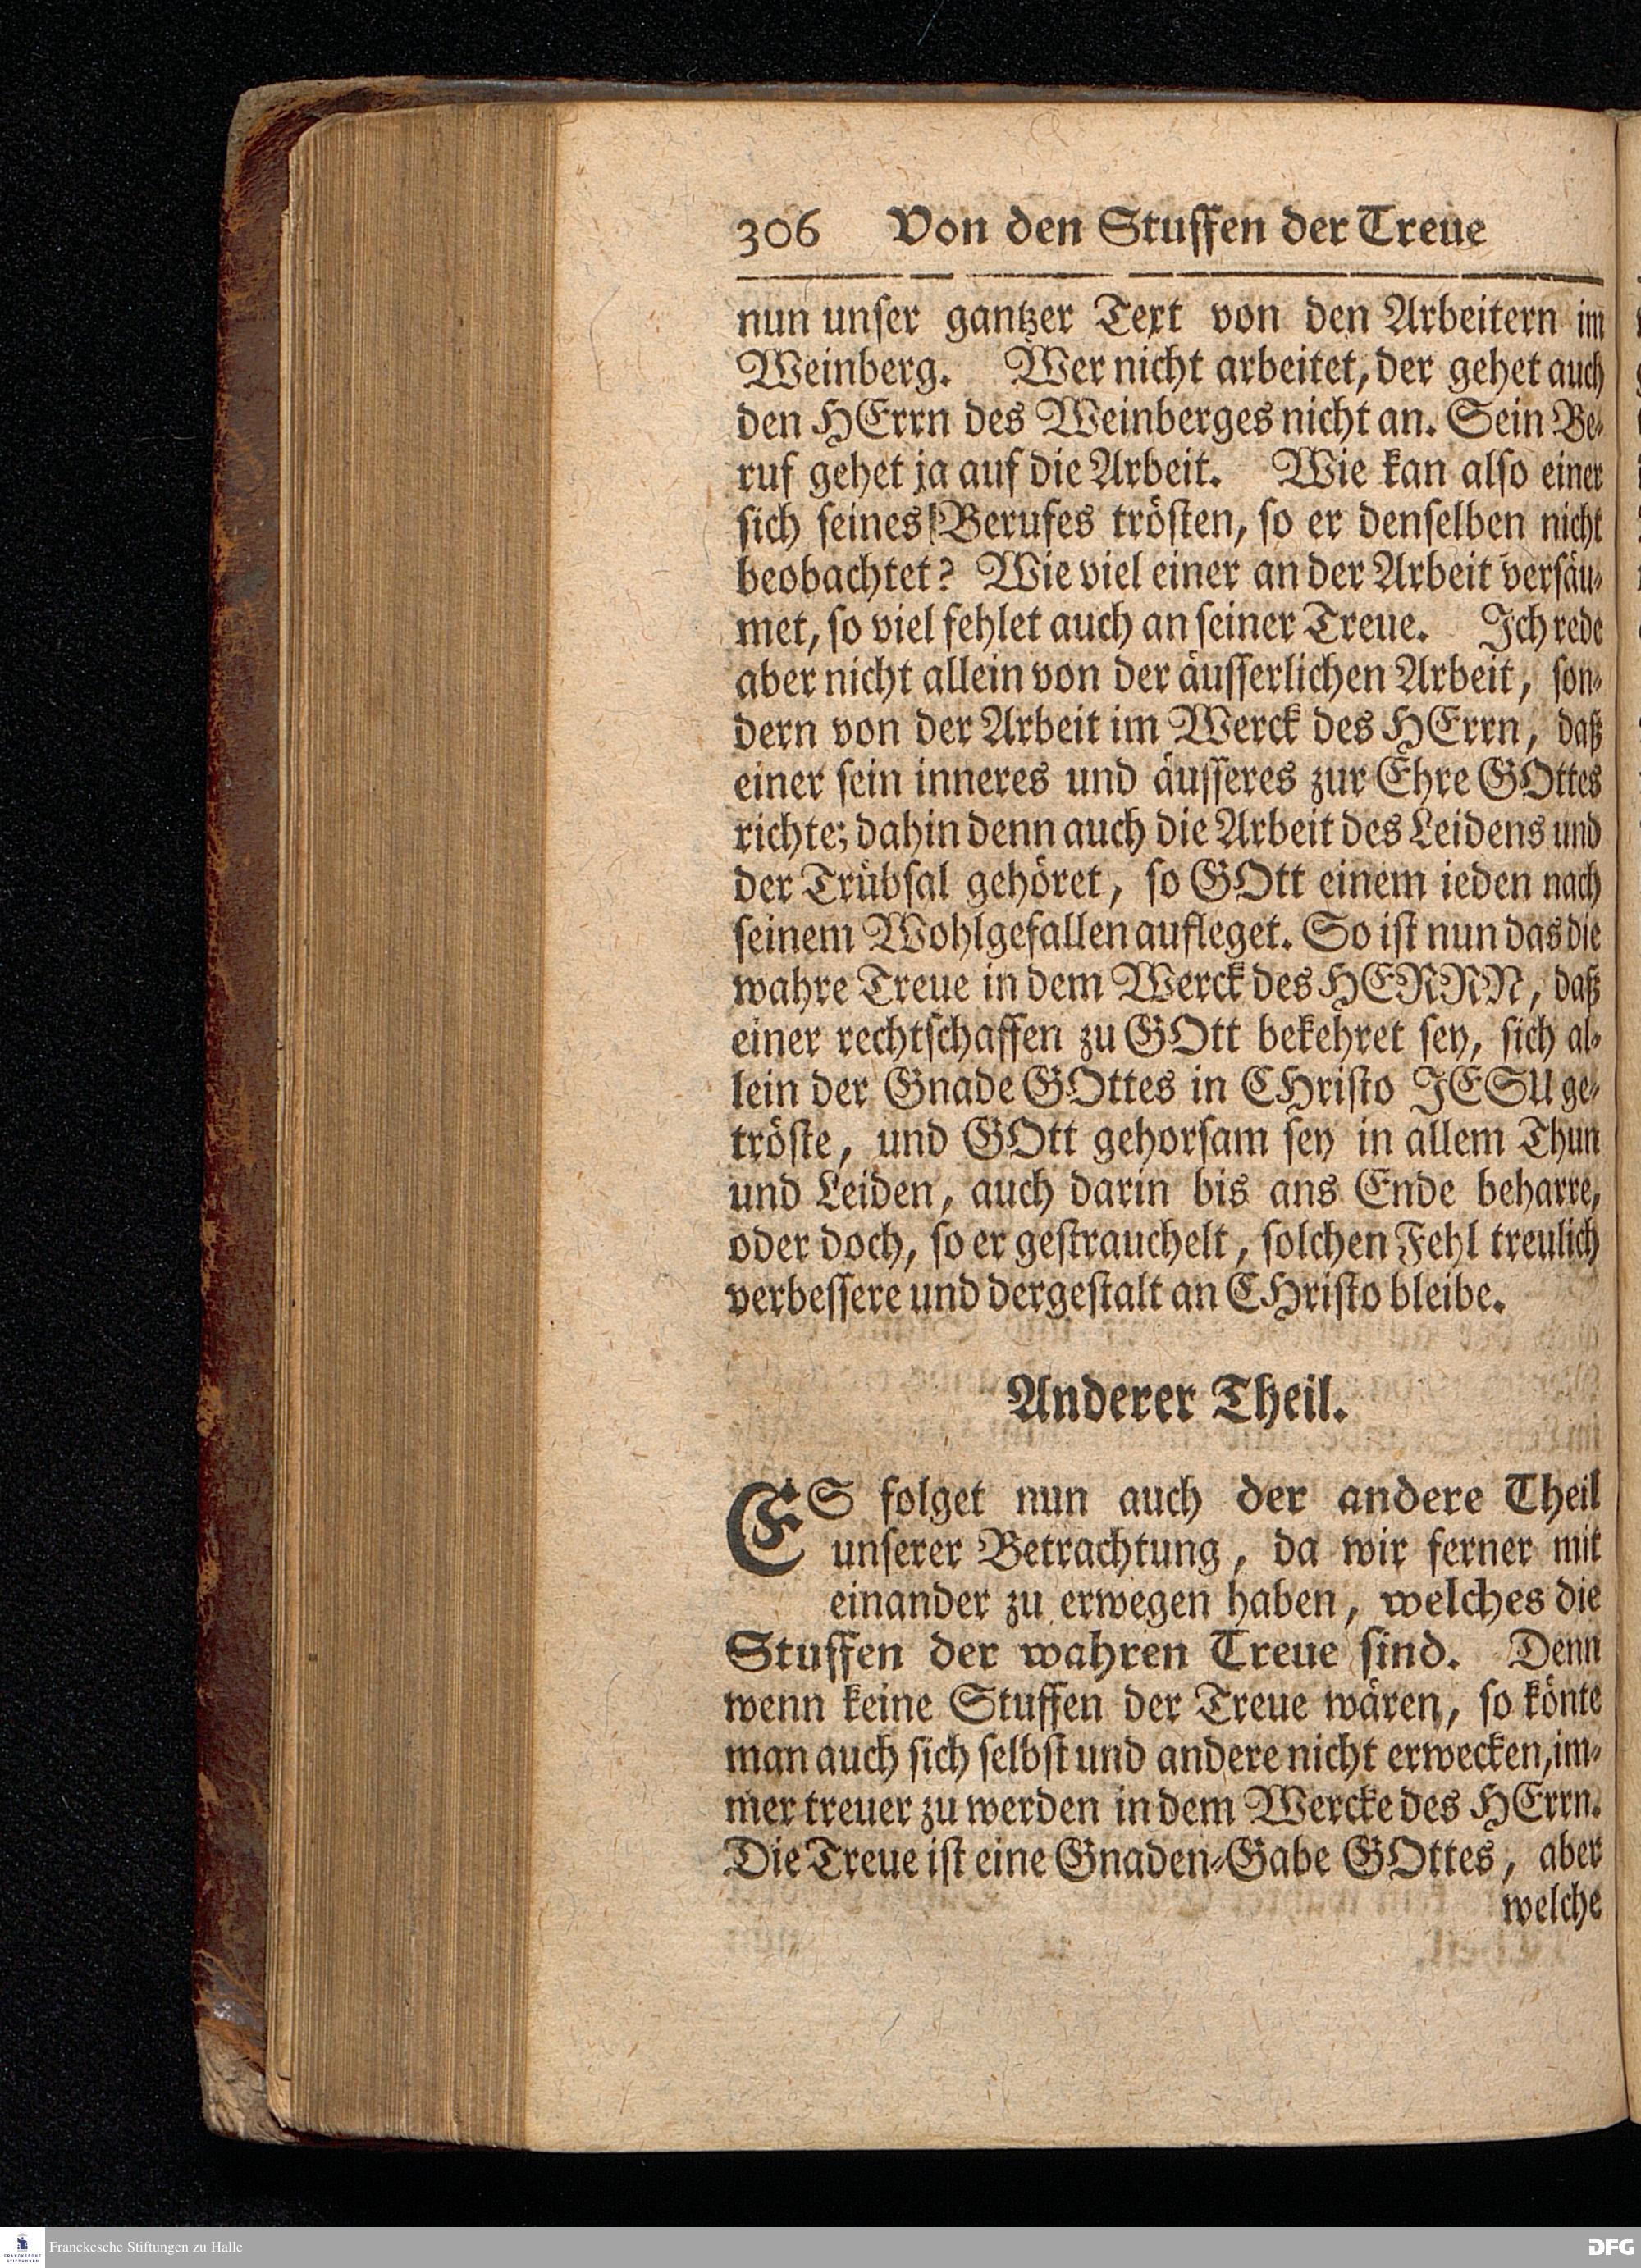 306 Von den Stuffen der Treue
nun unſer gantzer Text von den Arbeitern im
Weinberg. Wer nicht arbeitet, der gehet auch
den HErrn des Weinberges nicht an. Sein Be-
ruf gehet ja auf die Arbeit. Wie kan alſo einer
ſich ſeines Berufes tröſten, ſo er denſelben nicht
beobachtet? Wie viel einer an der Arbeit verſäu-
met, ſo viel fehlet auch an ſeiner Treue. Ich rede
aber nicht allein von der äuſſerlichen Arbeit, ſon-
dern von der Arbeit im Werck des HErrn, daß
einer ſein inneres und äuſſeres zur Ehre GOttes
richte; dahin denn auch die Arbeit des Leidens und
der Trübſal gehöret, ſo GOtt einem ieden nach
ſeinem Wohlgefallen aufleget. So iſt nun das die
wahre Treue in dem Werck des HERRN, daß
einer rechtſchaffen zu GOtt bekehret ſey, ſich al-
lein der Gnade GOttes in CHriſto JESU ge-
tröſte, und GOtt gehorſam ſey in allem Thun
und Leiden, auch darin bis ans Ende beharre,
oder doch, ſo er geſtrauchelt, ſolchen Fehl treulich
verbeſſere und dergeſtalt an CHriſto bleibe.
Anderer Theil.
ES folget nun auch der andere Theil
unſerer Betrachtung, da wir ferner mit
einander zu erwegen haben, welches die
Stuffen der wahren Treue ſind. Denn
wenn keine Stuffen der Treue wären, ſo könte
man auch ſich ſelbſt und andere nicht erwecken, im-
mer treuer zu werden in dem Wercke des HErrn.
Die Treue iſt eine Gnaden-Gabe GOttes, aber
welche
FRANCKESCHE
STIFTUNGEN
Franckesche Stiftungen zu Halle
DFG